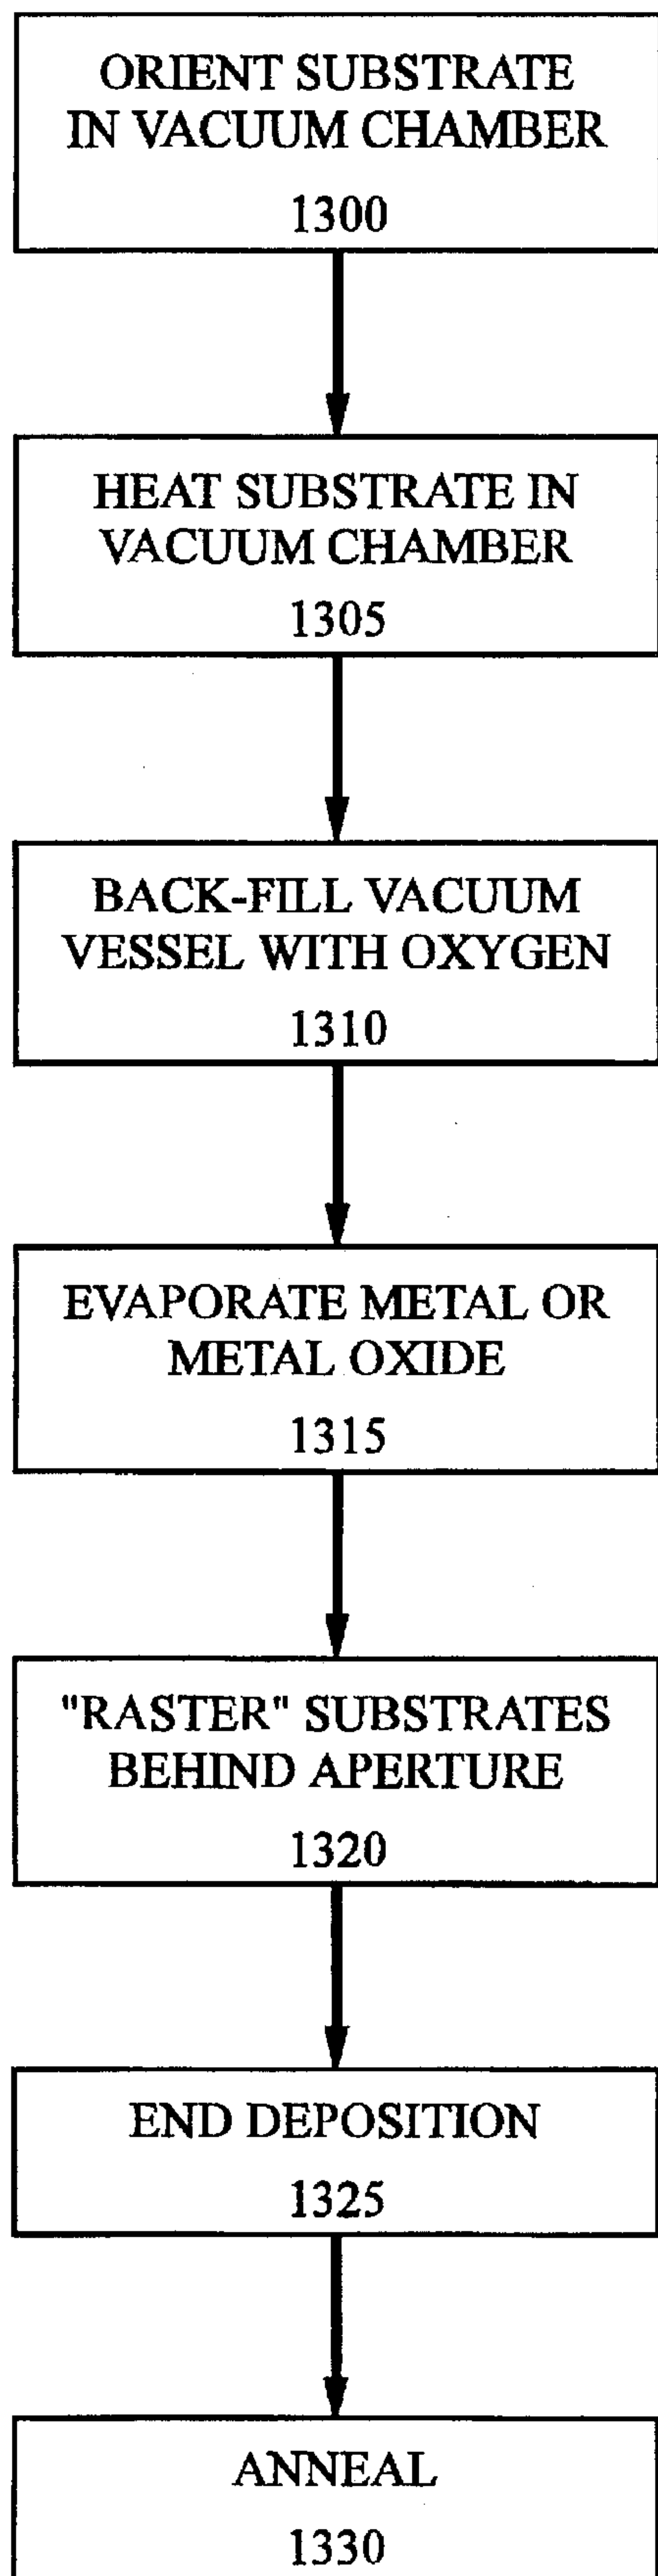 ORIENT SUBSTRATE
IN VACUUM CHAMBER
1300
HEAT SUBSTRATE IN
VACUUM CHAMBER
1305
BACK-FILL VACUUM
VESSEL WITH OXYGEN
1310
EVAPORATE METAL OR
METAL OXIDE
1315
"RASTER" SUBSTRATES
BEHIND APERTURE
1320
END DEPOSITION
1325
ANNEAL
1330